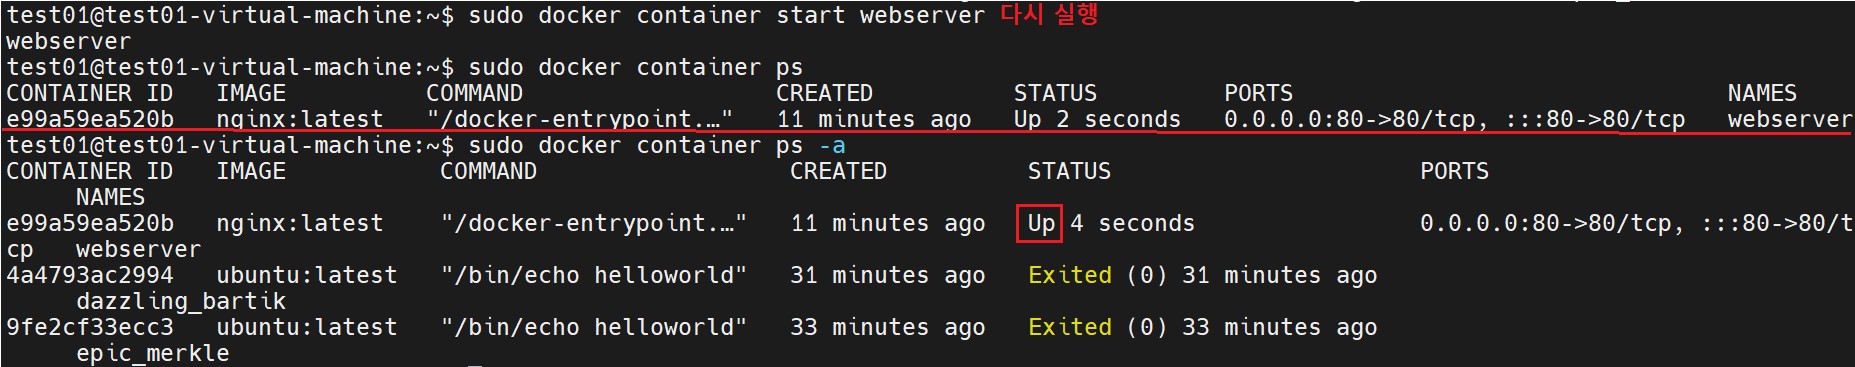 test01@test01-virtual-machine:~$ sudo docker container start webserver 다시 실행
webserver
test01@test01-virtual-machine:~$ sudo docker container ps
CONTAINER ID   IMAGE          COMMAND                  CREATED          STATUS         PORTS                               NAMES
e99a59ea520b   nginx:latest   "/docker-entrypoint.…"   11 minutes ago   Up 2 seconds   0.0.0.0:80->80/tcp, :::80->80/tcp   webserver
test01@test01-virtual-machine:~$ sudo docker container ps -a
CONTAINER ID   IMAGE           COMMAND                  CREATED          STATUS                      PORTS
     NAMES
e99a59ea520b   nginx:latest    "/docker-entrypoint.…"   11 minutes ago   Up 4 seconds                0.0.0.0:80->80/tcp, :::80->80/t
cp   webserver
4a4793ac2994   ubuntu:latest   "/bin/echo helloworld"   31 minutes ago   Exited (0) 31 minutes ago
     dazzling_bartik
9fe2cf33ecc3   ubuntu:latest   "/bin/echo helloworld"   33 minutes ago   Exited (0) 33 minutes ago
     epic_merkle